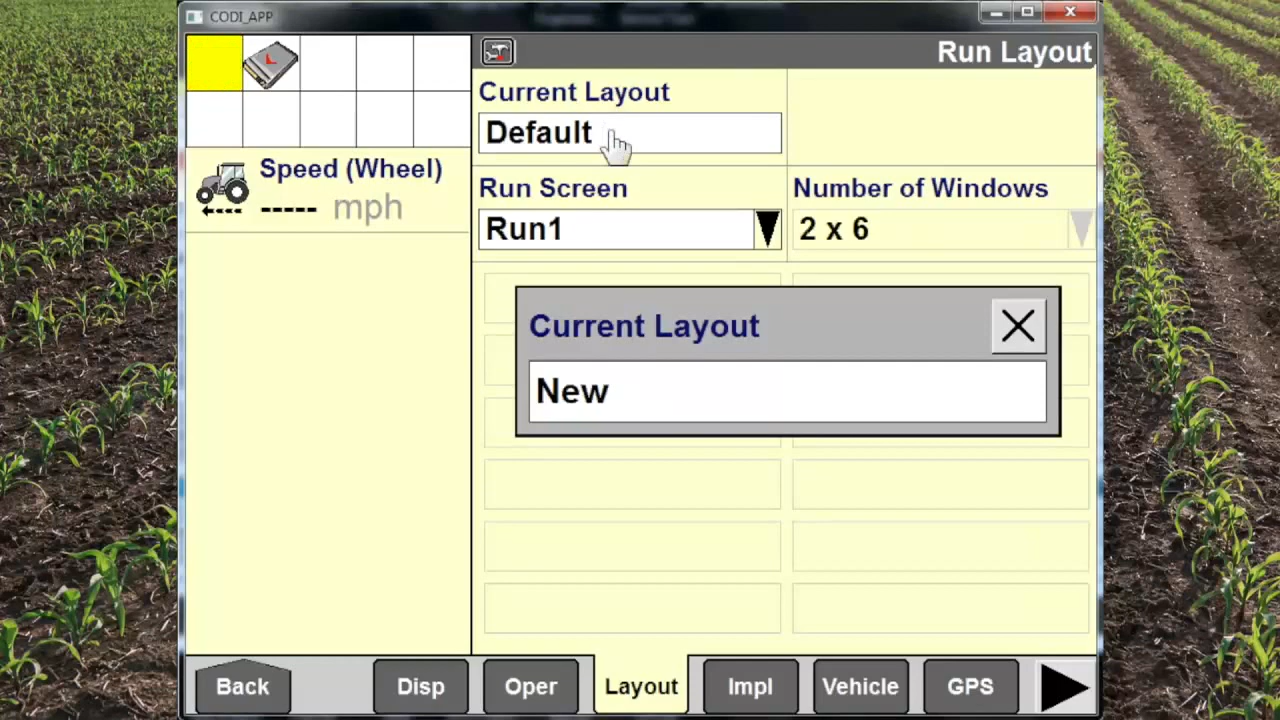 CODI_APP
Run Layout
Current Layout
Default
Speed (Wheel)
----- mph
Run Screen
Number of Windows
Run1
2 x 6
Current Layout
New
Back
Disp
Oper
Layout
Impl
Vehicle
GPS